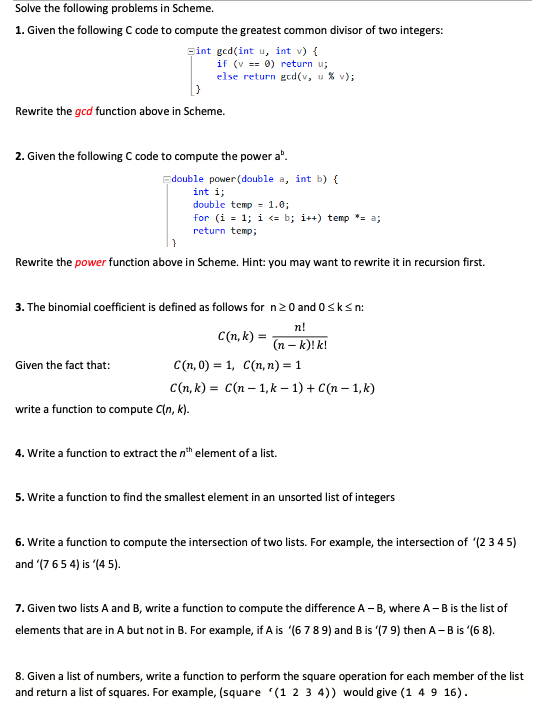 Solve the following problems in Scheme.
1. Given the following C code to compute the greatest common divisor of two integers:
int gcd(int u, int v) {
if (v == 0) return u;
else return gcd(v, u % v);
}
Rewrite the gcd function above in Scheme.
2. Given the following C code to compute the power aᵇ.
double power(double a, int b) {
int i;
double temp = 1.0;
for (i = 1; i <= b; i++) temp *= a;
return temp;
}
Rewrite the power function above in Scheme. Hint: you may want to rewrite it in recursion first.
3. The binomial coefficient is defined as follows for n ≥ 0 and 0 ≤ k ≤ n:
C(n, k) = n! / (n − k)! k!
Given the fact that: C(n, 0) = 1, C(n, n) = 1
C(n, k) = C(n − 1, k − 1) + C(n − 1, k)
write a function to compute C(n, k).
4. Write a function to extract the nᵗʰ element of a list.
5. Write a function to find the smallest element in an unsorted list of integers
6. Write a function to compute the intersection of two lists. For example, the intersection of ‘(2 3 4 5)
and ‘(7 6 5 4) is ‘(4 5).
7. Given two lists A and B, write a function to compute the difference A – B, where A – B is the list of
elements that are in A but not in B. For example, if A is ‘(6 7 8 9) and B is ‘(7 9) then A – B is ‘(6 8).
8. Given a list of numbers, write a function to perform the square operation for each member of the list
and return a list of squares. For example, (square ‘(1 2 3 4)) would give (1 4 9 16).